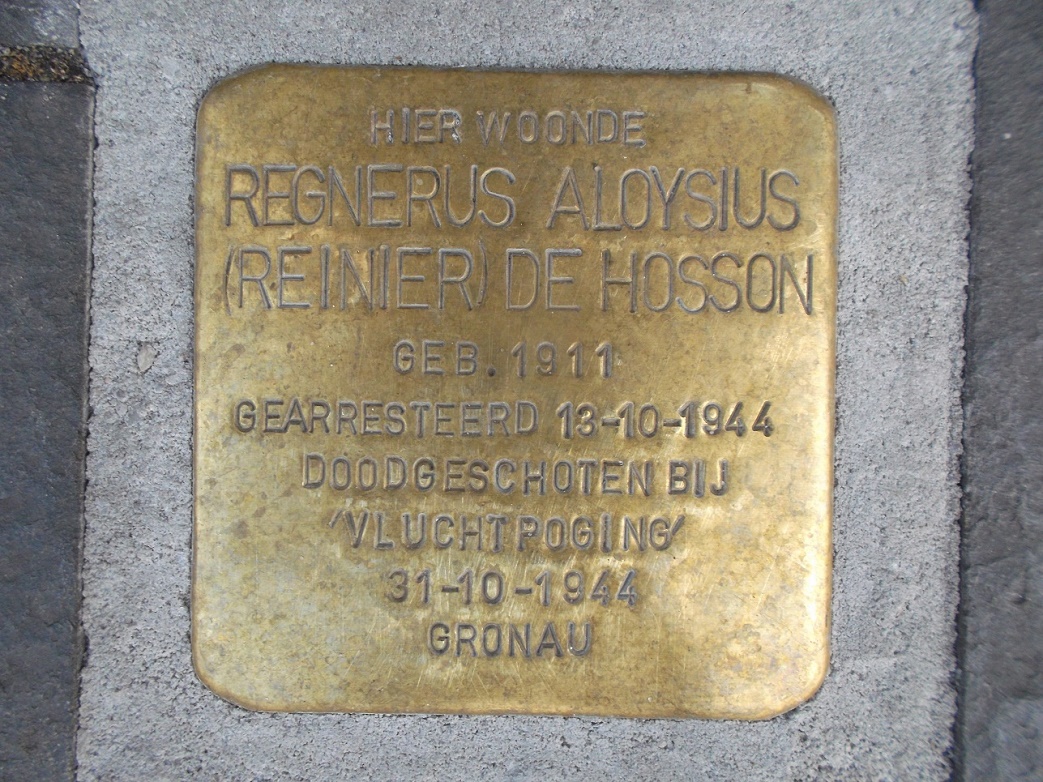 HIER WOONDE
REGNERUS ALOYSIUS
(REINIER) DE HOSSON
GEB. 1911
GEARRESTEERD 13-10-1944
DOODGESCHOTEN BIJ
'VLUCHTPOGING'
31-10-1944
GRONAU